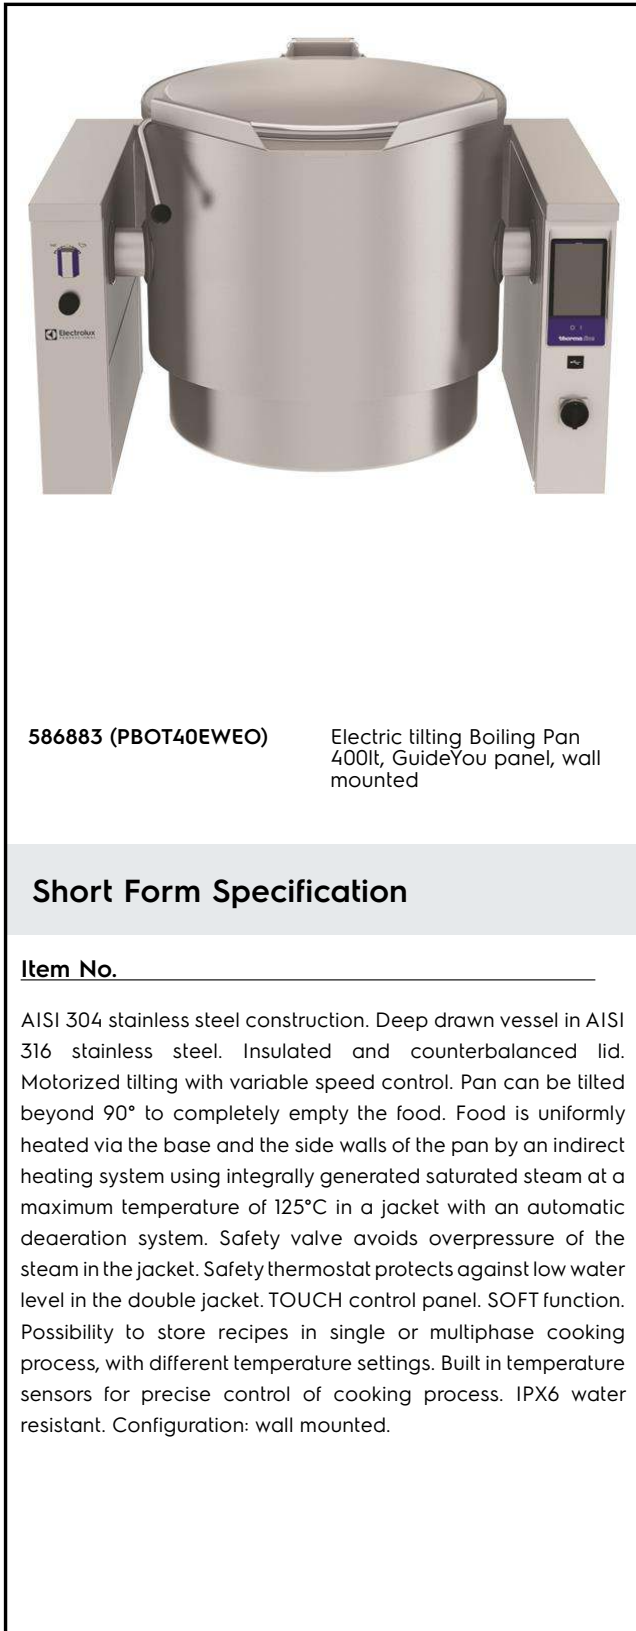 Electrolux
PROFESSIONAL
O I
thermaline
586883 (PBOT40EWEO)
Electric tilting Boiling Pan
400lt, GuideYou panel, wall
mounted
Short Form Specification
Item No.
AISI 304 stainless steel construction. Deep drawn vessel in AISI
316 stainless steel. Insulated and counterbalanced lid.
Motorized tilting with variable speed control. Pan can be tilted
beyond 90° to completely empty the food. Food is uniformly
heated via the base and the side walls of the pan by an indirect
heating system using integrally generated saturated steam at a
maximum temperature of 125°C in a jacket with an automatic
deaeration system. Safety valve avoids overpressure of the
steam in the jacket. Safety thermostat protects against low water
level in the double jacket. TOUCH control panel. SOFT function.
Possibility to store recipes in single or multiphase cooking
process, with different temperature settings. Built in temperature
sensors for precise control of cooking process. IPX6 water
resistant. Configuration: wall mounted.